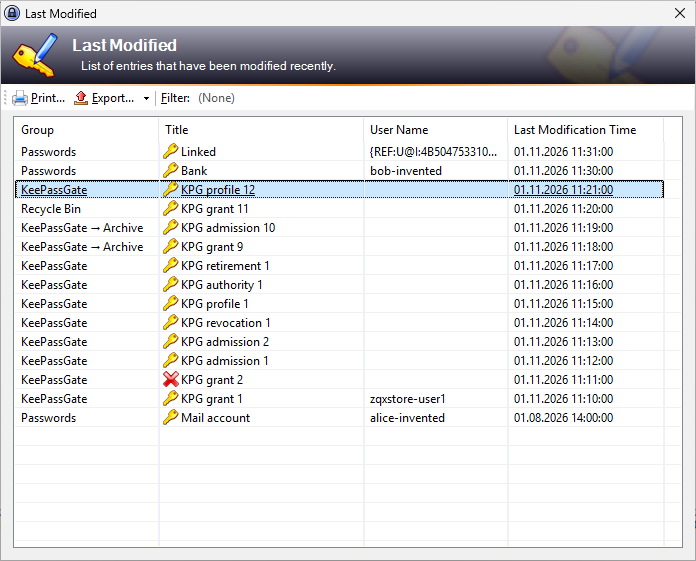 Last Modified
Last Modified
List of entries that have been modified recently.
Print... Export... Filter: (None)
Group Title User Name Last Modification Time
Passwords Linked {REF:U@I:4B504753310... 01.11.2026 11:31:00
Passwords Bank bob-invented 01.11.2026 11:30:00
KeePassGate KPG profile 12 01.11.2026 11:21:00
Recycle Bin KPG grant 11 01.11.2026 11:20:00
KeePassGate → Archive KPG admission 10 01.11.2026 11:19:00
KeePassGate → Archive KPG grant 9 01.11.2026 11:18:00
KeePassGate KPG retirement 1 01.11.2026 11:17:00
KeePassGate KPG authority 1 01.11.2026 11:16:00
KeePassGate KPG profile 1 01.11.2026 11:15:00
KeePassGate KPG revocation 1 01.11.2026 11:14:00
KeePassGate KPG admission 2 01.11.2026 11:13:00
KeePassGate KPG admission 1 01.11.2026 11:12:00
KeePassGate KPG grant 2 01.11.2026 11:11:00
KeePassGate KPG grant 1 zqxstore-user1 01.11.2026 11:10:00
Passwords Mail account alice-invented 01.08.2026 14:00:00